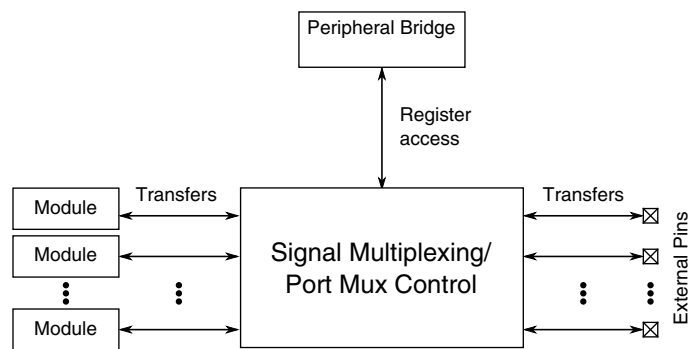 Peripheral Bridge
Register
access
Transfers
Transfers
Module
Module
Module
Signal Multiplexing/
Port Mux Control
External Pins